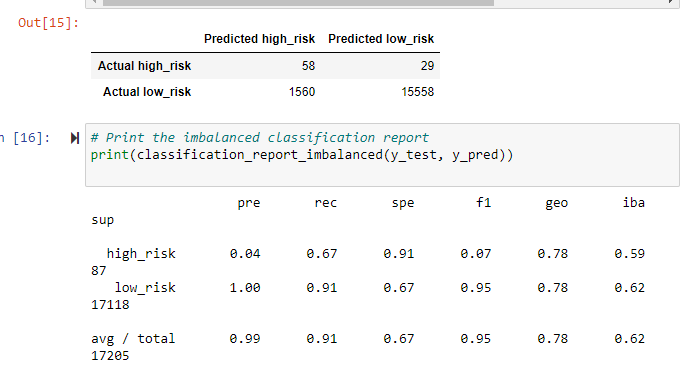 Out[15]:
Predicted high_risk Predicted low_risk
Actual high_risk 58 29
Actual low_risk 1560 15558
[16]: # Print the imbalanced classification report
print(classification_report_imbalanced(y_test, y_pred))
pre rec spe f1 geo iba
sup
high_risk 0.04 0.67 0.91 0.07 0.78 0.59
87
low_risk 1.00 0.91 0.67 0.95 0.78 0.62
17118
avg / total 0.99 0.91 0.67 0.95 0.78 0.62
17205